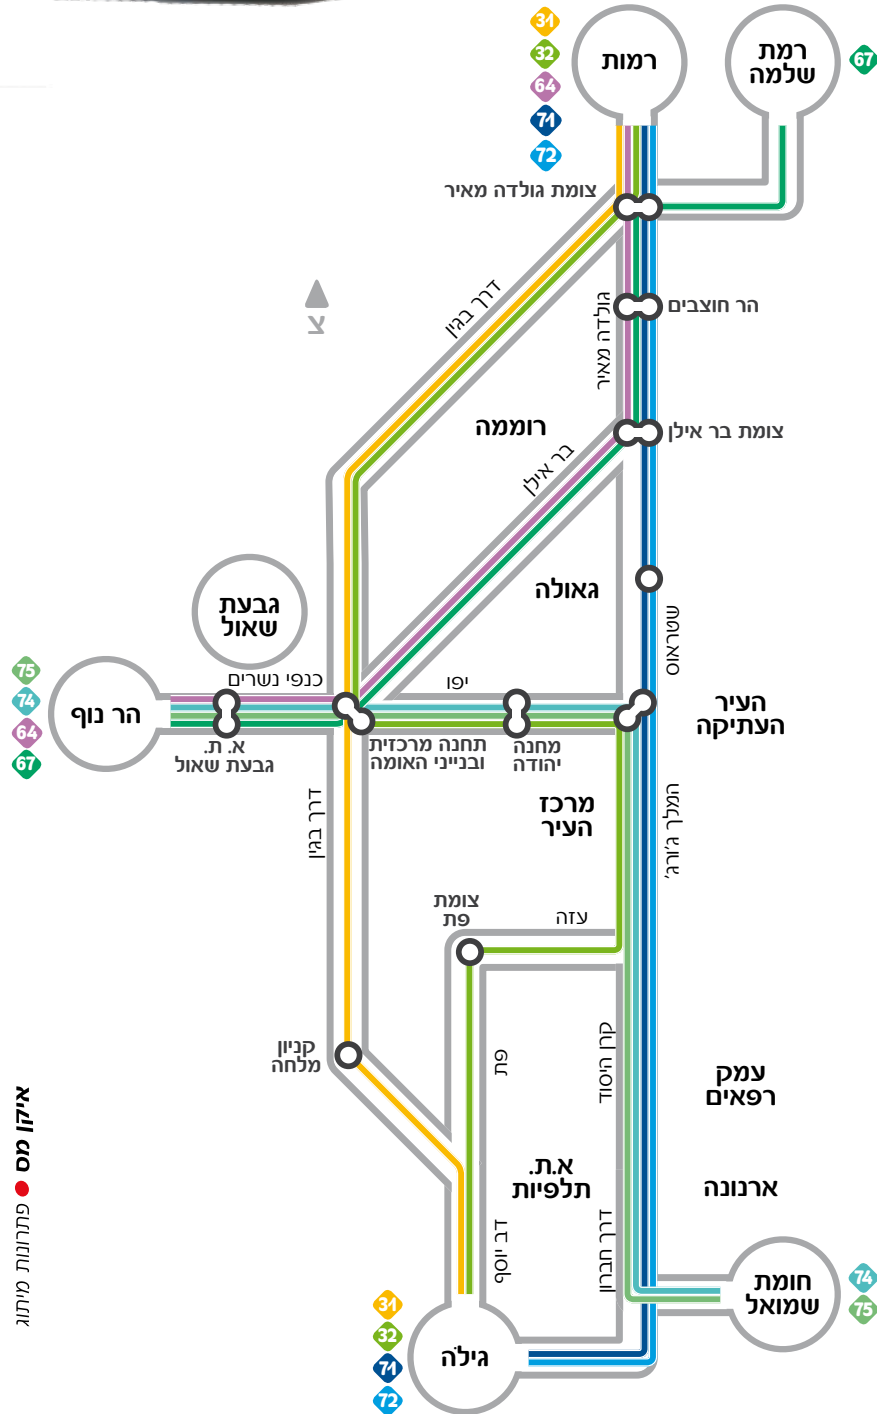 31
32
64
71
72
רמות
רמת
שלמה
67
צומת גולדה מאיר
דרך בגין
צ
גולדה מאיר
הר חוצבים
רוממה
צומת בר אילן
בר אילן
גאולה
גבעת
שאול
שטראוס
75
74
64
67
הר נוף
כנפי נשרים
יפו
א. ת.
גבעת שאול
תחנה מרכזית
ובנייני האומה
מחנה
יהודה
העיר
העתיקה
דרך בגין
מרכז
העיר
המלך ג'ורג'
צומת
פת
עזה
קניון
מלחה
פת
קרן היסוד
עמק
רפאים
א.ת.
תלפיות
ארנונה
דב יוסף
דרך חברון
חומת
שמואל
74
75
31
32
71
72
גילה
איקן מס ● פתרונות מיתוג